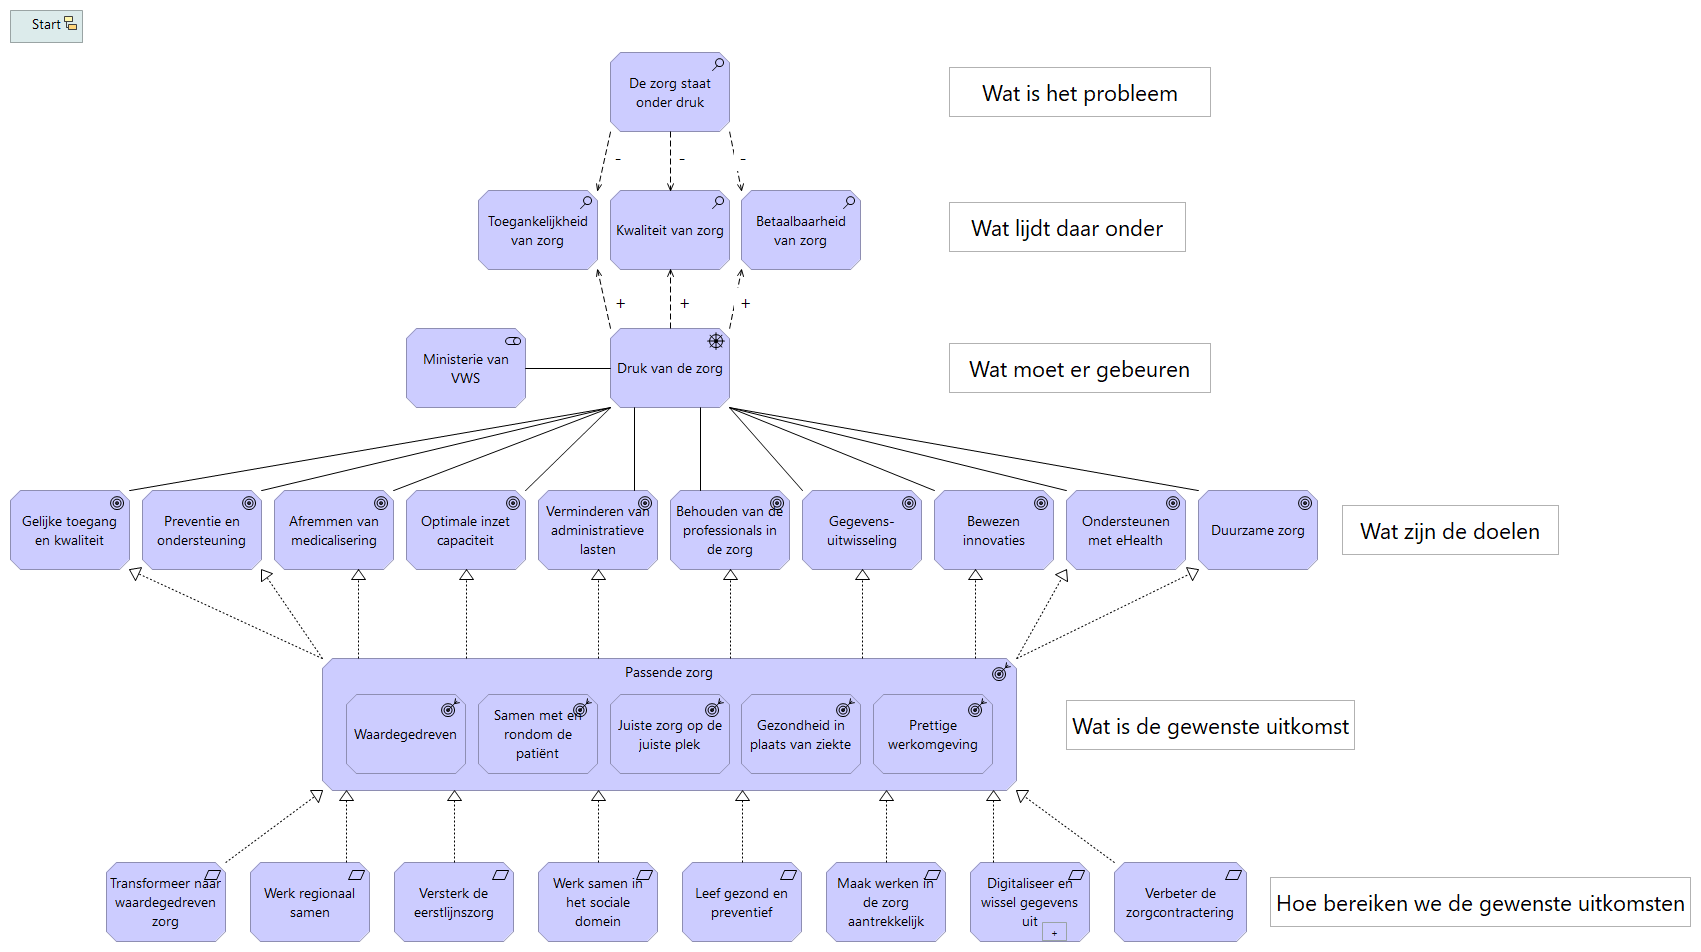 Start
De zorg staat
onder druk
Wat is het probleem
-
-
-
Toegankelijkheid
van zorg
Kwaliteit van zorg
Betaalbaarheid
van zorg
Wat lijdt daar onder
+
+
+
Ministerie van
VWS
Druk van de zorg
Wat moet er gebeuren
Gelijke toegang
en kwaliteit
Preventie en
ondersteuning
Afremmen van
medicalisering
Optimale inzet
capaciteit
Verminderen van
administratieve
lasten
Behouden van de
professionals in
de zorg
Gegevens-
uitwisseling
Bewezen
innovaties
Ondersteunen
met eHealth
Duurzame zorg
Wat zijn de doelen
Passende zorg
Waardegedreven
Samen met en
rondom de
patiënt
Juiste zorg op de
juiste plek
Gezondheid in
plaats van ziekte
Prettige
werkomgeving
Wat is de gewenste uitkomst
Transformeer naar
waardegedreven
zorg
Werk regionaal
samen
Versterk de
eerstlijnszorg
Werk samen in
het sociale
domein
Leef gezond en
preventief
Maak werken in
de zorg
aantrekkelijk
Digitaliseer en
wissel gegevens
uit
+
Verbeter de
zorgcontractering
Hoe bereiken we de gewenste uitkomsten